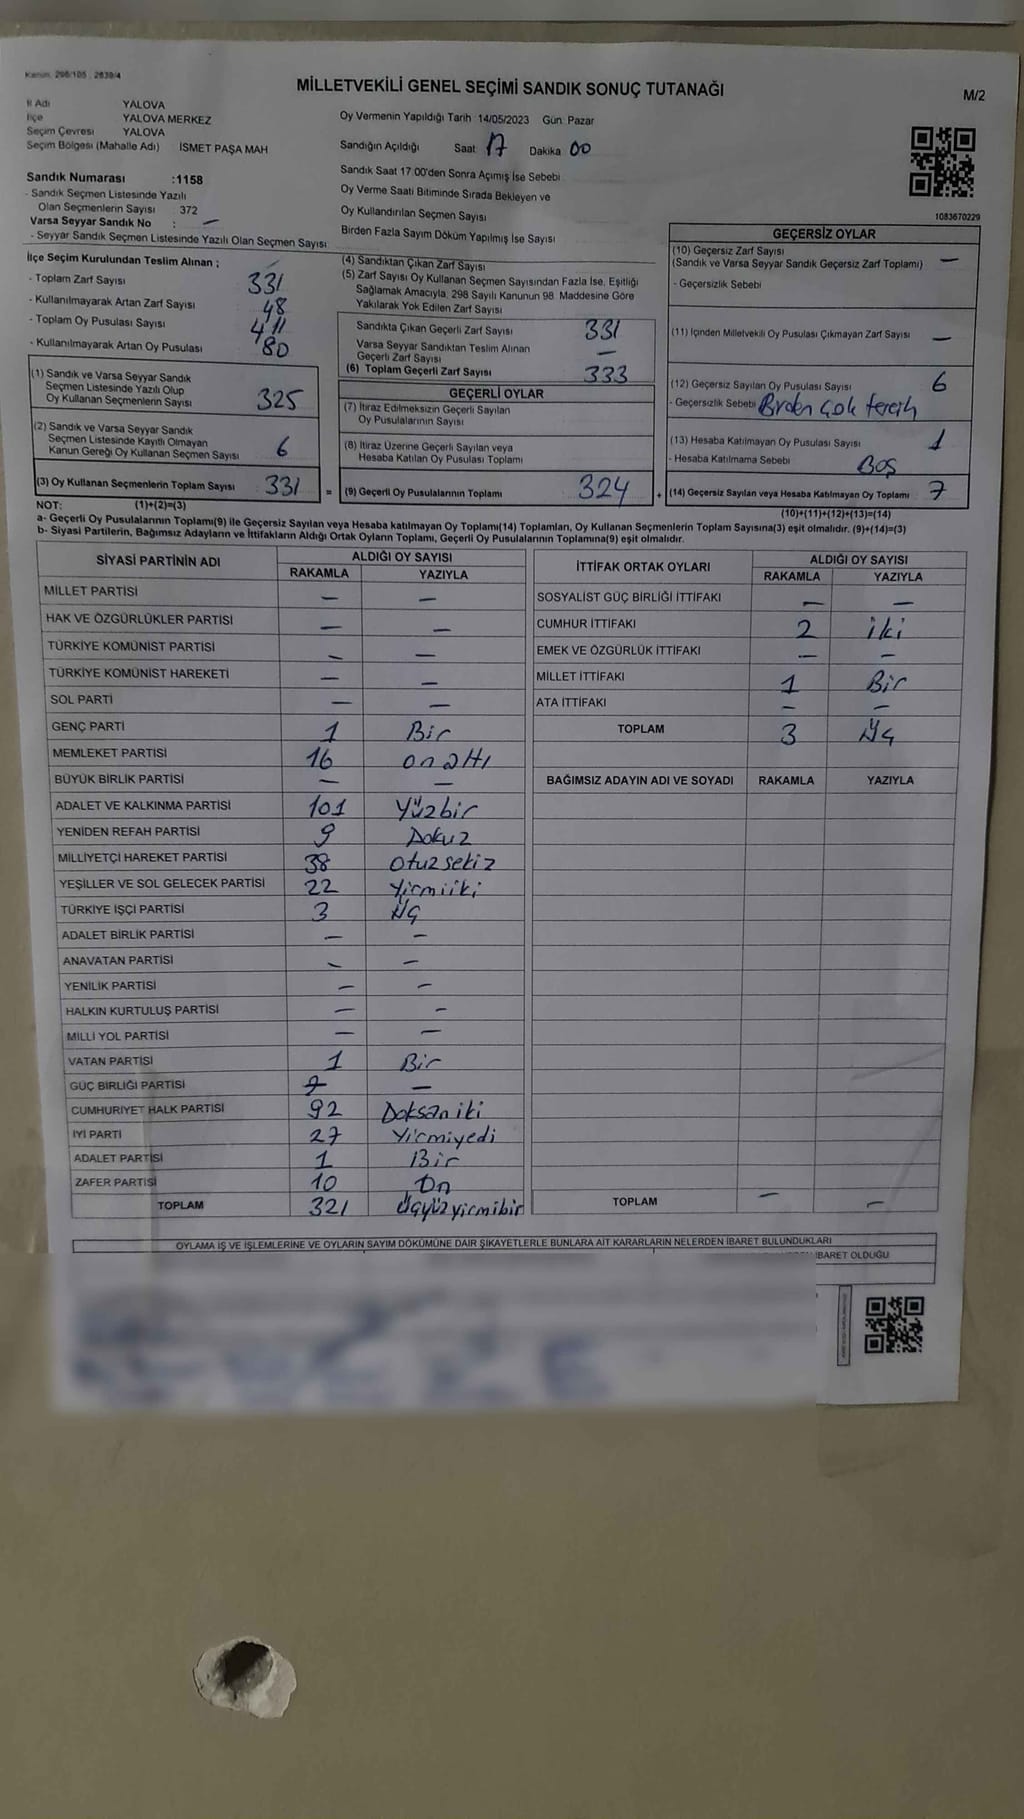 Kanun: 298/105 , 2839/4
MİLLETVEKİLİ GENEL SEÇİMİ SANDIK SONUÇ TUTANAĞI
M/2
İl Adı YALOVA
İlçe YALOVA MERKEZ
Seçim Çevresi YALOVA
Seçim Bölgesi (Mahalle Adı) İSMET PAŞA MAH
Sandık Numarası :1158
- Sandık Seçmen Listesinde Yazılı
Olan Seçmenlerin Sayısı 372
Varsa Seyyar Sandık No : —
- Seyyar Sandık Seçmen Listesinde Yazılı Olan Seçmen Sayısı
Oy Vermenin Yapıldığı Tarih 14/05/2023 Gün: Pazar
Sandığın Açıldığı Saat 17 Dakika 00
Sandık Saat 17.00'den Sonra Açımış İse Sebebi
Oy Verme Saati Bitiminde Sırada Bekleyen ve
Oy Kullandırılan Seçmen Sayısı
Birden Fazla Sayım Döküm Yapılmış İse Sayısı
1083670229
İlçe Seçim Kurulundan Teslim Alınan ;
- Toplam Zarf Sayısı 331
- Kullanılmayarak Artan Zarf Sayısı 48
- Toplam Oy Pusulası Sayısı 411
- Kullanılmayarak Artan Oy Pusulası 80
(1) Sandık ve Varsa Seyyar Sandık
Seçmen Listesinde Yazılı Olup
Oy Kullanan Seçmenlerin Sayısı 325
(2) Sandık ve Varsa Seyyar Sandık
Seçmen Listesinde Kayıtlı Olmayan
Kanun Gereği Oy Kullanan Seçmen Sayısı 6
(3) Oy Kullanan Seçmenlerin Toplam Sayısı 331 =
(4) Sandıktan Çıkan Zarf Sayısı
(5) Zarf Sayısı Oy Kullanan Seçmen Sayısından Fazla İse, Eşitliği
Sağlamak Amacıyla, 298 Sayılı Kanunun 98. Maddesine Göre
Yakılarak Yok Edilen Zarf Sayısı
Sandıkta Çıkan Geçerli Zarf Sayısı 331
Varsa Seyyar Sandıktan Teslim Alınan
Geçerli Zarf Sayısı —
(6) Toplam Geçerli Zarf Sayısı 333
GEÇERLİ OYLAR
(7) İtiraz Edilmeksizin Geçerli Sayılan
Oy Pusulalarının Sayısı
(8) İtiraz Üzerine Geçerli Sayılan veya
Hesaba Katılan Oy Pusulası Toplamı
(9) Geçerli Oy Pusulalarının Toplamı 324 +
GEÇERSİZ OYLAR
(10) Geçersiz Zarf Sayısı —
(Sandık ve Varsa Seyyar Sandık Geçersiz Zarf Toplamı)
- Geçersizlik Sebebi
(11) İçinden Milletvekili Oy Pusulası Çıkmayan Zarf Sayısı —
(12) Geçersiz Sayılan Oy Pusulası Sayısı 6
- Geçersizlik Sebebi Birden çok tercih
(13) Hesaba Katılmayan Oy Pusulası Sayısı 1
- Hesaba Katılmama Sebebi Boş
(14) Geçersiz Sayılan veya Hesaba Katılmayan Oy Toplamı 7
NOT: (1)+(2)=(3) (10)+(11)+(12)+(13)=(14)
a- Geçerli Oy Pusulalarının Toplamı(9) ile Geçersiz Sayılan veya Hesaba katılmayan Oy Toplamı(14) Toplamları, Oy Kullanan Seçmenlerin Toplam Sayısına(3) eşit olmalıdır. (9)+(14)=(3)
b- Siyasi Partilerin, Bağımsız Adayların ve İttifakların Aldığı Ortak Oyların Toplamı, Geçerli Oy Pusulalarının Toplamına(9) eşit olmalıdır.
SİYASİ PARTİNİN ADI ALDIĞI OY SAYISI
RAKAMLA YAZIYLA
MİLLET PARTİSİ — —
HAK VE ÖZGÜRLÜKLER PARTİSİ — —
TÜRKİYE KOMÜNİST PARTİSİ — —
TÜRKİYE KOMÜNİST HAREKETİ — —
SOL PARTİ — —
GENÇ PARTİ 1 Bir
MEMLEKET PARTİSİ 16 onaltı
BÜYÜK BİRLİK PARTİSİ — —
ADALET VE KALKINMA PARTİSİ 101 Yüzbir
YENİDEN REFAH PARTİSİ 9 Dokuz
MİLLİYETÇİ HAREKET PARTİSİ 38 otuzsekiz
YEŞİLLER VE SOL GELECEK PARTİSİ 22 Yirmiiki
TÜRKİYE İŞÇİ PARTİSİ 3 Üç
ADALET BİRLİK PARTİSİ — —
ANAVATAN PARTİSİ — —
YENİLİK PARTİSİ — —
HALKIN KURTULUŞ PARTİSİ — —
MİLLİ YOL PARTİSİ — —
VATAN PARTİSİ 1 Bir
GÜÇ BİRLİĞİ PARTİSİ —
CUMHURİYET HALK PARTİSİ 92 Doksaniki
İYİ PARTİ 27 Yirmiyedi
ADALET PARTİSİ 1 Bir
ZAFER PARTİSİ 10 On
TOPLAM 321 Üçyüzyirmibir
İTTİFAK ORTAK OYLARI ALDIĞI OY SAYISI
RAKAMLA YAZIYLA
SOSYALİST GÜÇ BİRLİĞİ İTTİFAKI — —
CUMHUR İTTİFAKI 2 iki
EMEK VE ÖZGÜRLÜK İTTİFAKI — —
MİLLET İTTİFAKI 1 Bir
ATA İTTİFAKI — —
TOPLAM 3 Üç
BAĞIMSIZ ADAYIN ADI VE SOYADI RAKAMLA YAZIYLA
TOPLAM — —
OYLAMA İŞ VE İŞLEMLERİNE VE OYLARIN SAYIM DÖKÜMÜNE DAİR ŞİKAYETLERLE BUNLARA AİT KARARLARIN NELERDEN İBARET BULUNDUKLARI
İBARET OLDUĞU